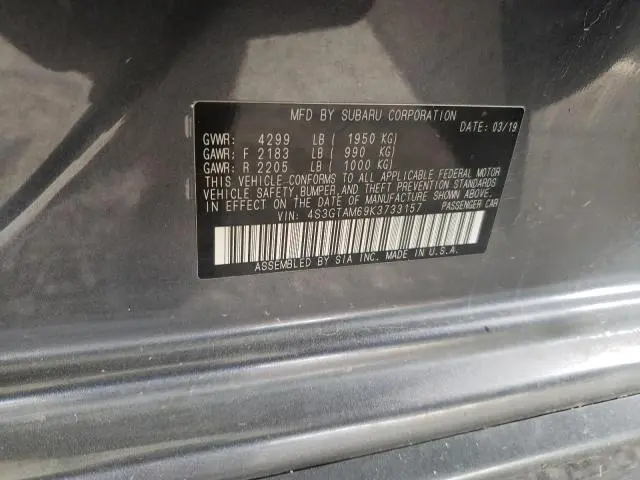 MFD BY SUBARU CORPORATION
DATE: 03/19
GVWR: 4299 LB ( 1950 KG)
GAWR: F 2183 LB ( 990 KG)
GAWR: R 2205 LB ( 1000 KG)
THIS VEHICLE CONFORMS TO ALL APPLICABLE FEDERAL MOTOR
VEHICLE SAFETY, BUMPER, AND THEFT PREVENTION STANDARDS
IN EFFECT ON THE DATE OF MANUFACTURE SHOWN ABOVE.
VIN: 4S3GTAM69K3733157 PASSENGER CAR
ASSEMBLED BY SIA INC. MADE IN U.S.A.